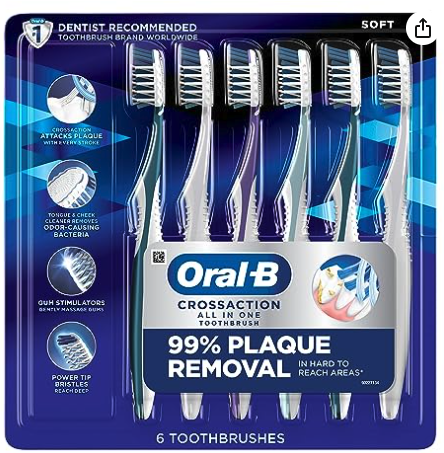 #1 DENTIST RECOMMENDED
TOOTHBRUSH BRAND WORLDWIDE
SOFT
CROSSACTION
ATTACKS PLAQUE
WITH EVERY STROKE
TONGUE & CHEEK
CLEANER REMOVES
ODOR-CAUSING
BACTERIA
GUM STIMULATORS
GENTLY MASSAGE GUMS
POWER TIP
BRISTLES
REACH DEEP
Oral-B
CROSSACTION
ALL IN ONE
TOOTHBRUSH
99% PLAQUE
REMOVAL
IN HARD TO
REACH AREAS*
6 TOOTHBRUSHES